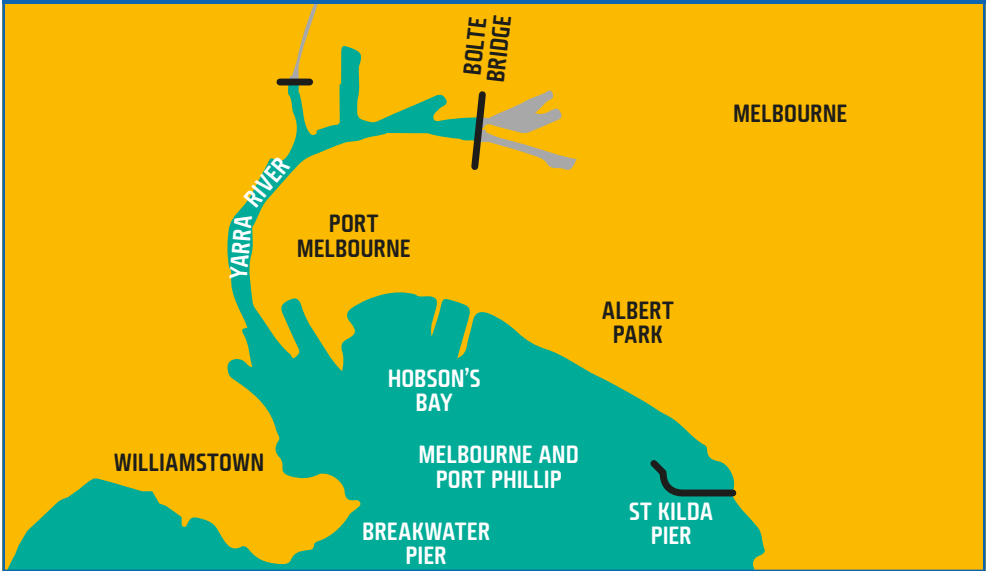 BOLTE
BRIDGE
MELBOURNE
YARRA RIVER
PORT
MELBOURNE
ALBERT
PARK
HOBSON'S
BAY
WILLIAMSTOWN
MELBOURNE AND
PORT PHILLIP
ST KILDA
PIER
BREAKWATER
PIER